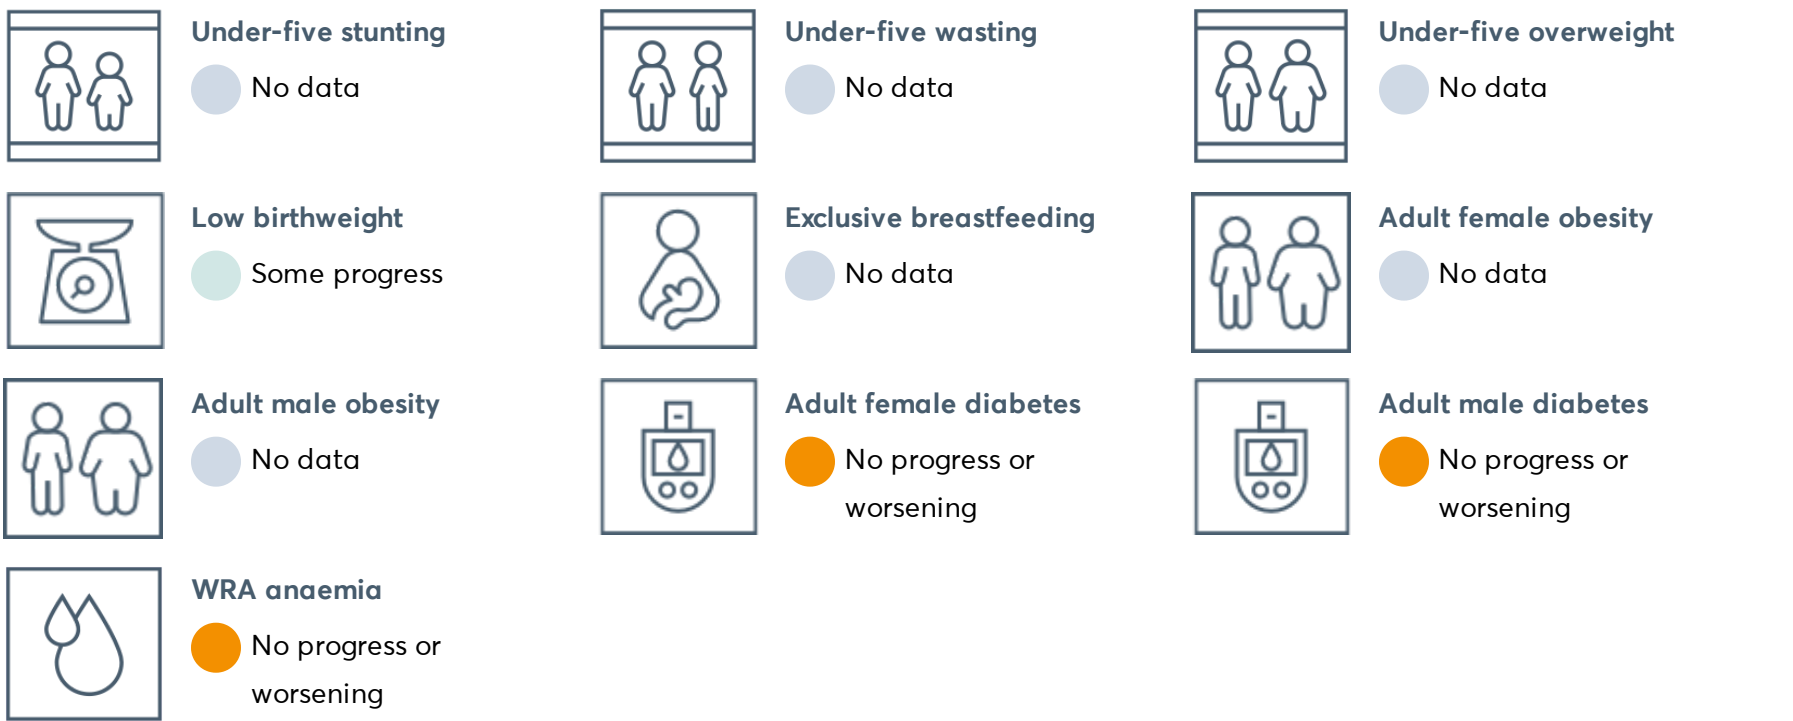 Under-five stunting
No data
Under-five wasting
No data
Under-five overweight
No data
Low birthweight
Some progress
Exclusive breastfeeding
No data
Adult female obesity
No data
Adult male obesity
No data
Adult female diabetes
No progress or
worsening
Adult male diabetes
No progress or
worsening
WRA anaemia
No progress or
worsening